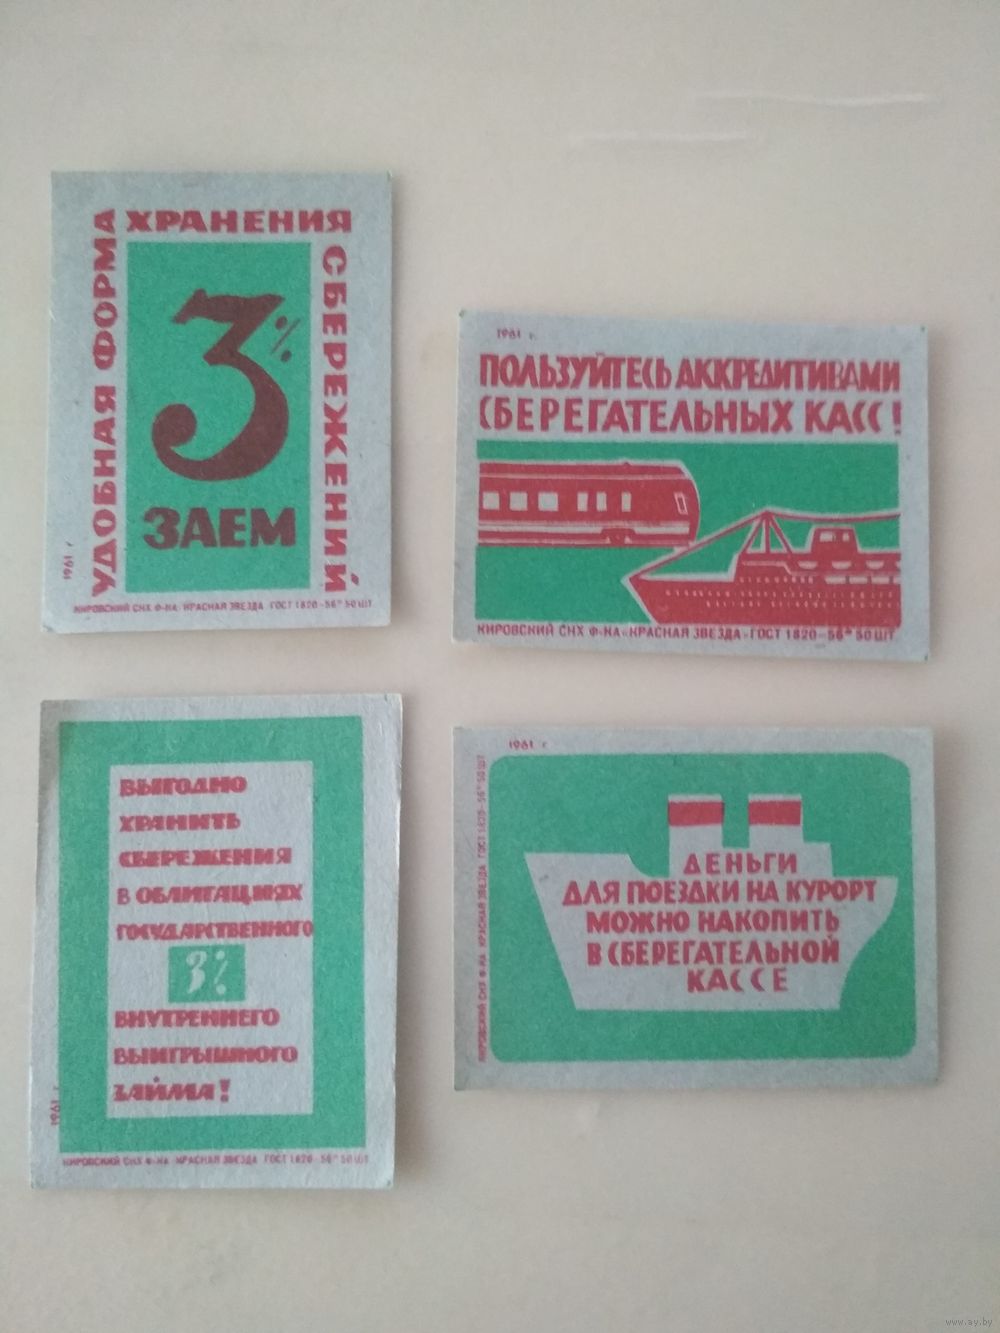 УДОБНАЯ ФОРМА
ХРАНЕНИЯ
СБЕРЕЖЕНИЙ
3%
ЗАЕМ
1961 г
КИРОВСКИЙ СНХ Ф-КА "КРАСНАЯ ЗВЕЗДА ГОСТ 1820-56" 50 ШТ
1961 г.
ПОЛЬЗУЙТЕСЬ АККРЕДИТИВАМИ
СБЕРЕГАТЕЛЬНЫХ КАСС!
КИРОВСКИЙ СНХ Ф-КА «КРАСНАЯ ЗВЕЗДА» ГОСТ 1820-56" 50 ШТ
ВЫГОДНО
ХРАНИТЬ
СБЕРЕЖЕНИЯ
В ОБЛИГАЦИЯХ
ГОСУДАРСТВЕННОГО
3%
ВНУТРЕННЕГО
ВЫИГРЫШНОГО
ЗАЙМА!
1961 г
КИРОВСКИЙ СНХ Ф-КА КРАСНАЯ ЗВЕЗДА ГОСТ 1820-56" 50 ШТ
1961 г
КИРОВСКИЙ СНХ Ф-КА КРАСНАЯ ЗВЕЗДА ГОСТ 1820-56" 50 ШТ
ДЕНЬГИ
ДЛЯ ПОЕЗДКИ НА КУРОРТ
МОЖНО НАКОПИТЬ
В СБЕРЕГАТЕЛЬНОЙ
КАССЕ
www.ay.by